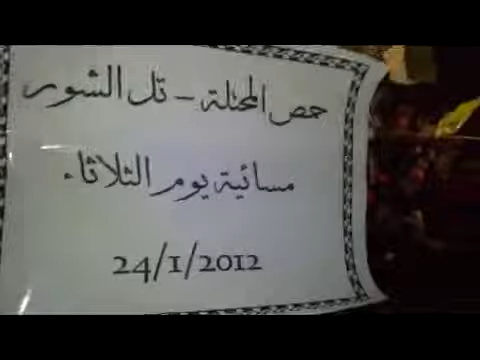 حمص المحتلة - تل الشور
مسائية يوم الثلاثاء
24/1/2012